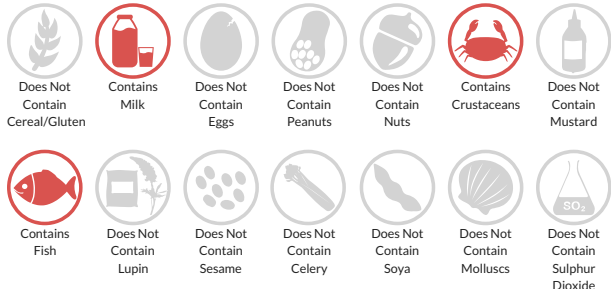 Does Not
Contain
Cereal/Gluten
Contains
Milk
Does Not
Contain
Eggs
Does Not
Contain
Peanuts
Does Not
Contain
Nuts
Contains
Crustaceans
Does Not
Contain
Mustard
Contains
Fish
Does Not
Contain
Lupin
Does Not
Contain
Sesame
Does Not
Contain
Celery
Does Not
Contain
Soya
Does Not
Contain
Molluscs
SO₂
Does Not
Contain
Sulphur
Dioxide